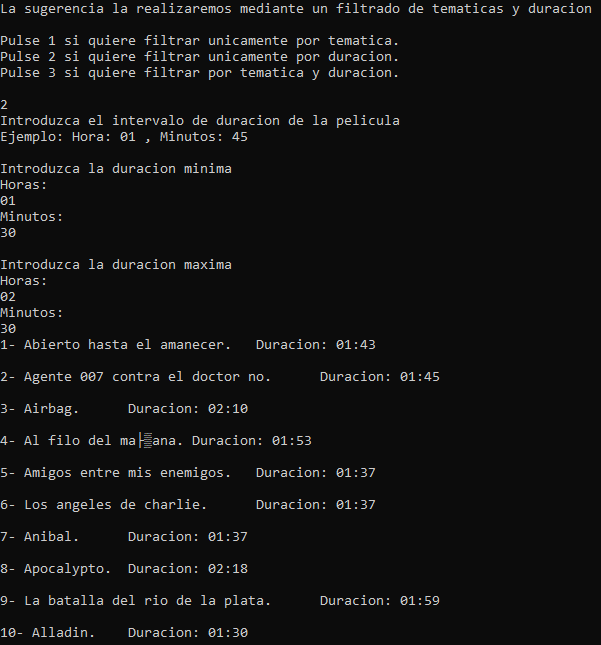 La sugerencia la realizaremos mediante un filtrado de tematicas y duracion
Pulse 1 si quiere filtrar unicamente por tematica.
Pulse 2 si quiere filtrar unicamente por duracion.
Pulse 3 si quiere filtrar por tematica y duracion.
2
Introduzca el intervalo de duracion de la pelicula
Ejemplo: Hora: 01 , Minutos: 45
Introduzca la duracion minima
Horas:
01
Minutos:
30
Introduzca la duracion maxima
Horas:
02
Minutos:
30
1- Abierto hasta el amanecer. Duracion: 01:43
2- Agente 007 contra el doctor no. Duracion: 01:45
3- Airbag. Duracion: 02:10
4- Al filo del ma├▒ana. Duracion: 01:53
5- Amigos entre mis enemigos. Duracion: 01:37
6- Los angeles de charlie. Duracion: 01:37
7- Anibal. Duracion: 01:37
8- Apocalypto. Duracion: 02:18
9- La batalla del rio de la plata. Duracion: 01:59
10- Alladin. Duracion: 01:30